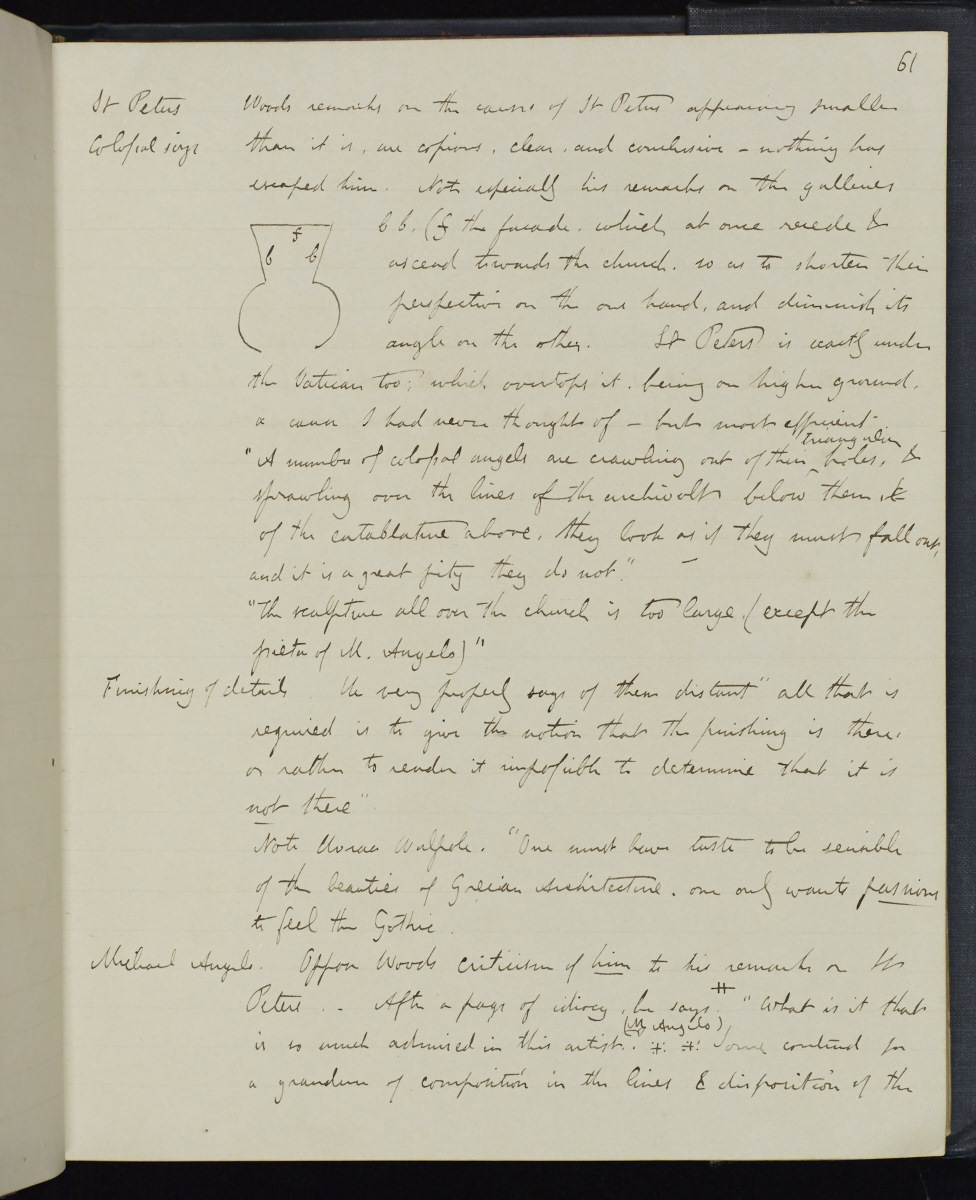 61
St Peters Woods remarks on the cause of St Peters appearing smaller
Colossal size than it is, are copious, clear, and conclusive - nothing has
escaped him. Note especially his remarks on the galleries
b b. (f the facade. which at once recede &
ascend towards the church. so as to shorten their
perspective on the one hand, and diminish its
angle on the other. St Peters is exactly under
f
b b
the Vatican too; which overtops it. being on higher ground.
a cause I had never thought of - but most efficient
"A number of colossal angels are crawling out of their triangular holes, &
sprawling over the lines of the archivolt below them, &
of the entablature above, they look as if they must fall out,
and it is a great pity they do not". -
"The sculpture all over the church is too large, (except the
pieta of M. Angelo)"
Finishing of details. He very properly says of them distant "all that is
required is to give the notion that the finishing is there,
or rather to render it impossible to determine that it is
not there".
Note Horace Walpole. "One must have taste to be sensible
of the beauties of Grecian Architecture. one only wants passions
to feel the Gothic.
Michael Angelo. Oppose Woods criticism of him to his remarks on St
Peters. - After a page of idiocy, he says. "What is it that
is so much admired in this artist. (M Angelo) Some contend for
a grandeur of composition in the lines & disposition of the